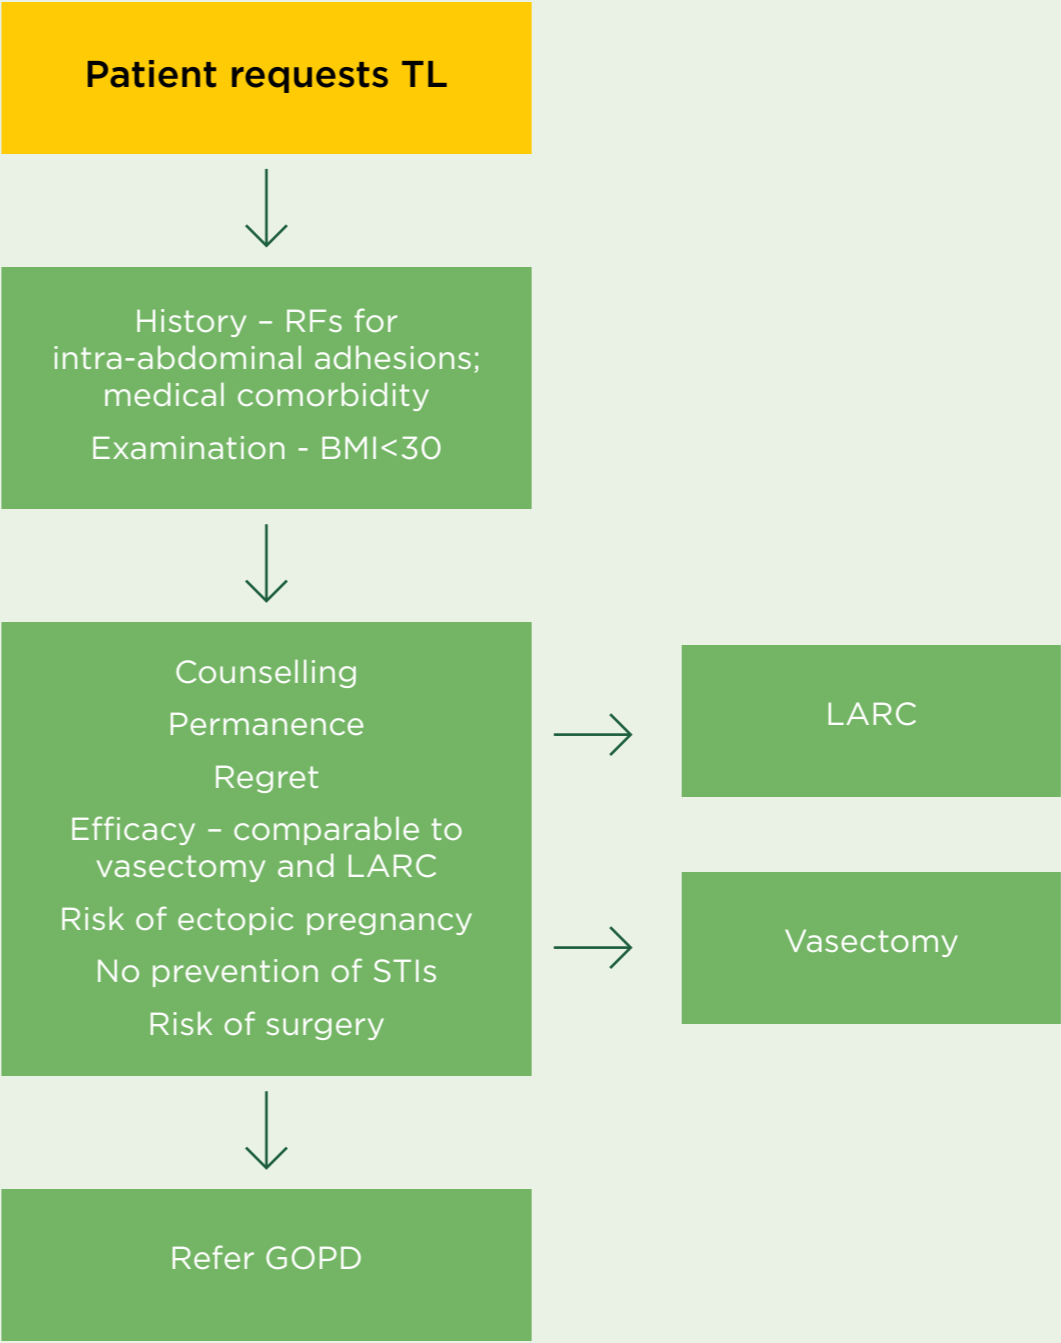 Patient requests TL
History – RFs for
intra-abdominal adhesions;
medical comorbidity
Examination - BMI<30
Counselling
Permanence
Regret
Efficacy – comparable to
vasectomy and LARC
Risk of ectopic pregnancy
No prevention of STIs
Risk of surgery
LARC
Vasectomy
Refer GOPD